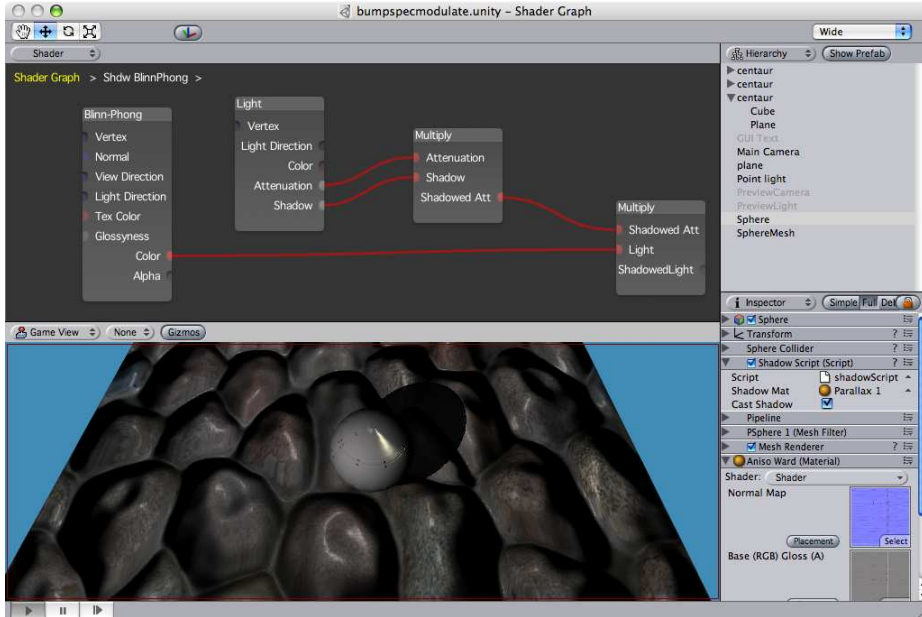 bumpspecmodulate.unity – Shader Graph
Wide
Shader
Shader Graph > Shdw BlinnPhong >
Blinn-Phong
Vertex
Normal
View Direction
Light Direction
Tex Color
Glossyness
Color
Alpha
Light
Vertex
Light Direction
Color
Attenuation
Shadow
Multiply
Attenuation
Shadow
Shadowed Att
Multiply
Shadowed Att
Light
ShadowedLight
Hierarchy
Show Prefab
centaur
centaur
centaur
Cube
Plane
GUI Text
Main Camera
plane
Point light
PreviewCamera
PreviewLight
Sphere
SphereMesh
Game View
None
Gizmos
Inspector
Simple Full
Sphere
Transform ?
Sphere Collider ?
Shadow Script (Script) ?
Script shadowScript
Shadow Mat Parallax 1
Cast Shadow
Pipeline
PSphere 1 (Mesh Filter)
Mesh Renderer ?
Aniso Ward (Material)
Shader: Shader
Normal Map
Placement
Select
Base (RGB) Gloss (A)